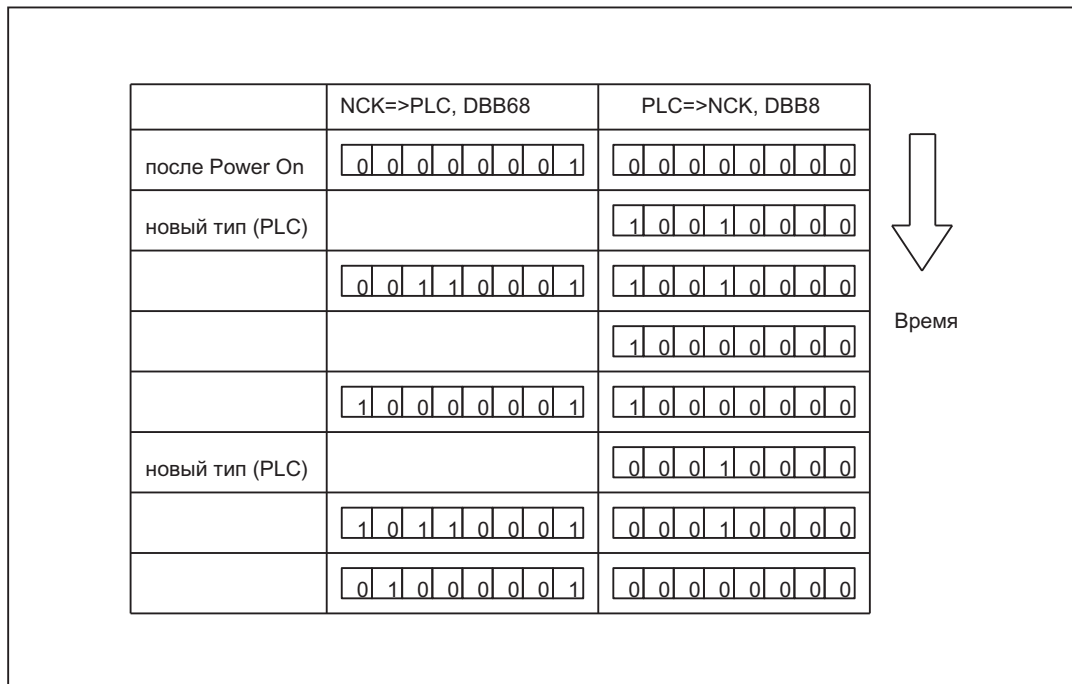 NCK=>PLC, DBB68 PLC=>NCK, DBB8
после Power On 0 0 0 0 0 0 0 1 0 0 0 0 0 0 0 0
новый тип (PLC) 1 0 0 1 0 0 0 0
0 0 1 1 0 0 0 1 1 0 0 1 0 0 0 0
Время
1 0 0 0 0 0 0 0
1 0 0 0 0 0 0 1 1 0 0 0 0 0 0 0
новый тип (PLC) 0 0 0 1 0 0 0 0
1 0 1 1 0 0 0 1 0 0 0 1 0 0 0 0
0 1 0 0 0 0 0 1 0 0 0 0 0 0 0 0